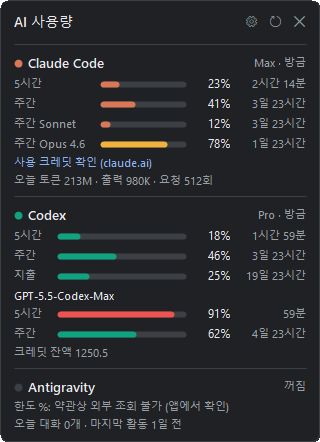 AI 사용량
Claude Code Max · 방금
5시간 23% 2시간 14분
주간 41% 3일 23시간
주간 Sonnet 12% 3일 23시간
주간 Opus 4.6 78% 1일 23시간
사용 크레딧 확인 (claude.ai)
오늘 토큰 213M · 출력 980K · 요청 512회
Codex Pro · 방금
5시간 18% 1시간 59분
주간 46% 3일 23시간
지출 25% 19일 23시간
GPT-5.5-Codex-Max
5시간 91% 59분
주간 62% 4일 23시간
크레딧 잔액 1250.5
Antigravity 꺼짐
한도 %: 약관상 외부 조회 불가 (앱에서 확인)
오늘 대화 0개 · 마지막 활동 1일 전